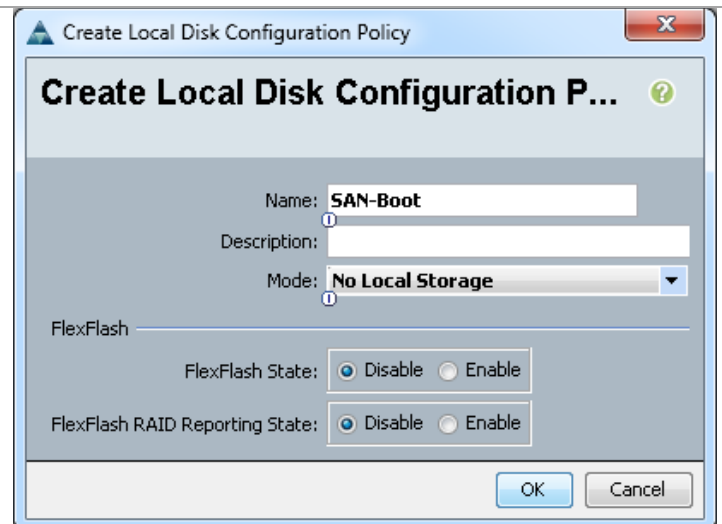 Create Local Disk Configuration Policy
Create Local Disk Configuration P...
Name: SAN-Boot
Description:
Mode: No Local Storage
FlexFlash
FlexFlash State: Disable Enable
FlexFlash RAID Reporting State: Disable Enable
OK Cancel